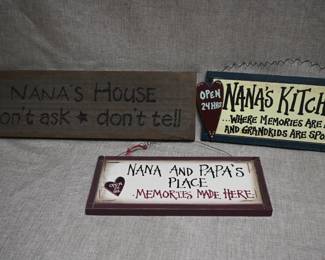 NANA'S HOUSE
on't ask ★ don't tell
OPEN
24 HRS
NANA'S KITCH
...WHERE MEMORIES ARE
AND GRANDKIDS ARE SPO
NANA AND PAPA'S
PLACE
...MEMORIES MADE HERE